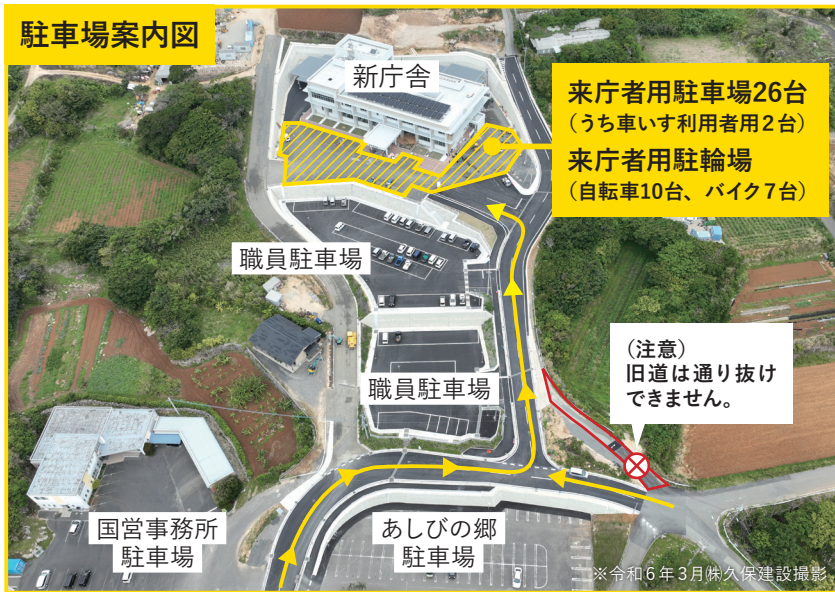 駐車場案内図
新庁舎
来庁者用駐車場26台
（うち車いす利用者用２台）
来庁者用駐輪場
（自転車10台、バイク７台）
職員駐車場
（注意）
旧道は通り抜け
できません。
職員駐車場
国営事務所
駐車場
あしびの郷
駐車場
※令和６年３月㈱久保建設撮影